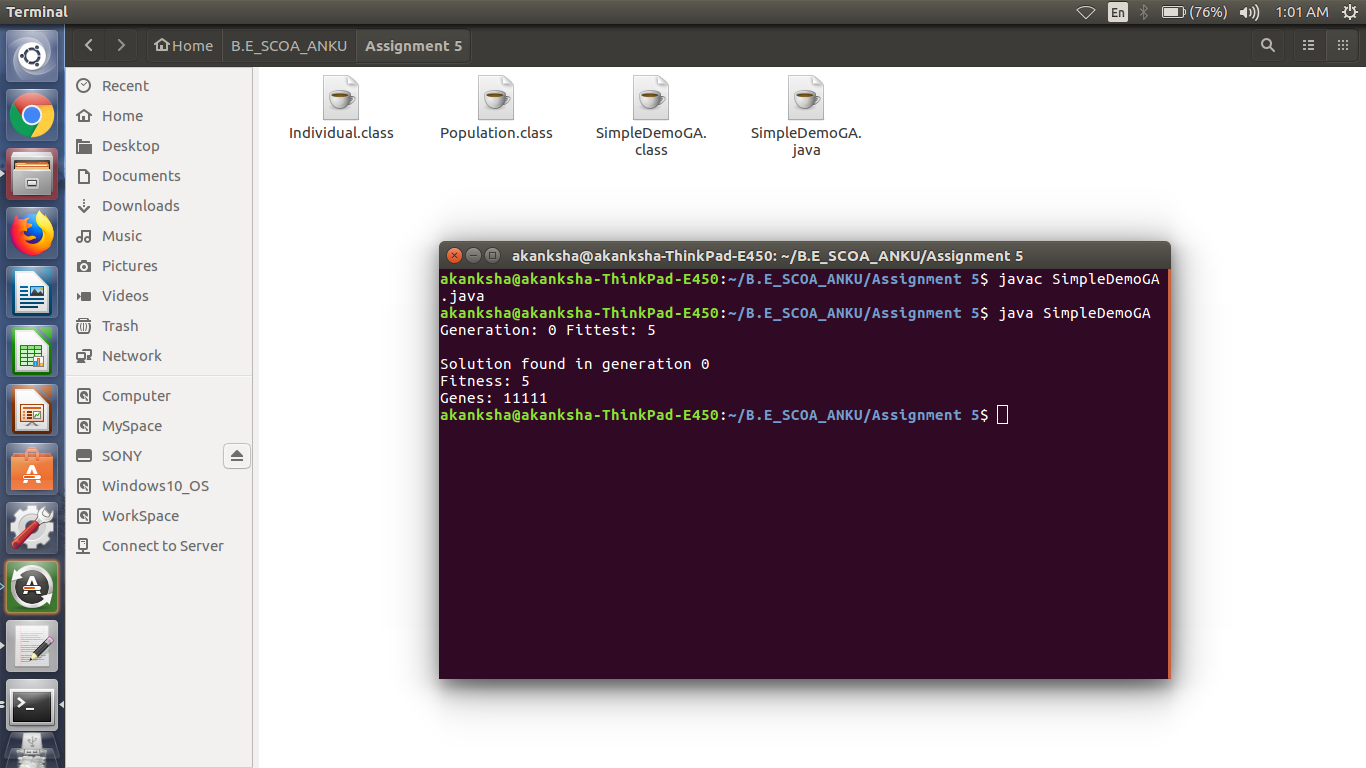 Terminal
En
(76%)
1:01 AM
Home
B.E_SCOA_ANKU
Assignment 5
Recent
Home
Desktop
Documents
Downloads
Music
Pictures
Videos
Trash
Network
Computer
MySpace
SONY
Windows10_OS
WorkSpace
Connect to Server
Individual.class
Population.class
SimpleDemoGA.
class
SimpleDemoGA.
java
akanksha@akanksha-ThinkPad-E450: ~/B.E_SCOA_ANKU/Assignment 5
akanksha@akanksha-ThinkPad-E450:~/B.E_SCOA_ANKU/Assignment 5$ javac SimpleDemoGA
.java
akanksha@akanksha-ThinkPad-E450:~/B.E_SCOA_ANKU/Assignment 5$ java SimpleDemoGA
Generation: 0 Fittest: 5
Solution found in generation 0
Fitness: 5
Genes: 11111
akanksha@akanksha-ThinkPad-E450:~/B.E_SCOA_ANKU/Assignment 5$